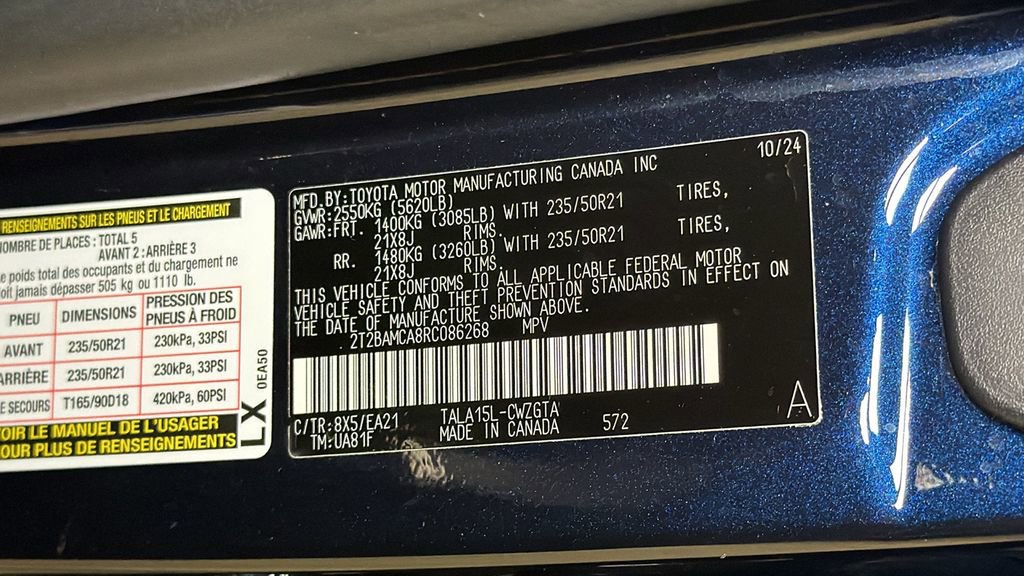 RENSEIGNEMENTS SUR LES PNEUS ET LE CHARGEMENT
NOMBRE DE PLACES : TOTAL 5
AVANT 2 : ARRIÈRE 3
e poids total des occupants et du chargement ne
oit jamais dépasser 505 kg ou 1110 lb.
PNEU DIMENSIONS PRESSION DES PNEUS À FROID
AVANT 235/50R21 230kPa, 33PSI
ARRIÈRE 235/50R21 230kPa, 33PSI
E SECOURS T165/90D18 420kPa, 60PSI
OIR LE MANUEL DE L'USAGER
POUR PLUS DE RENSEIGNEMENTS
LX 0EA50
10/24
MFD.BY:TOYOTA MOTOR MANUFACTURING CANADA INC
GVWR:2550KG (5620LB)
GAWR:FRT. 1400KG (3085LB) WITH 235/50R21 TIRES,
21X8J RIMS.
RR. 1480KG (3260LB) WITH 235/50R21 TIRES,
21X8J RIMS.
THIS VEHICLE CONFORMS TO ALL APPLICABLE FEDERAL MOTOR
VEHICLE SAFETY AND THEFT PREVENTION STANDARDS IN EFFECT ON
THE DATE OF MANUFACTURE SHOWN ABOVE.
2T2BAMCA8RC086268 MPV
C/TR:8X5/EA21 TALA15L-CWZGTA
TM:UA81F MADE IN CANADA 572
A